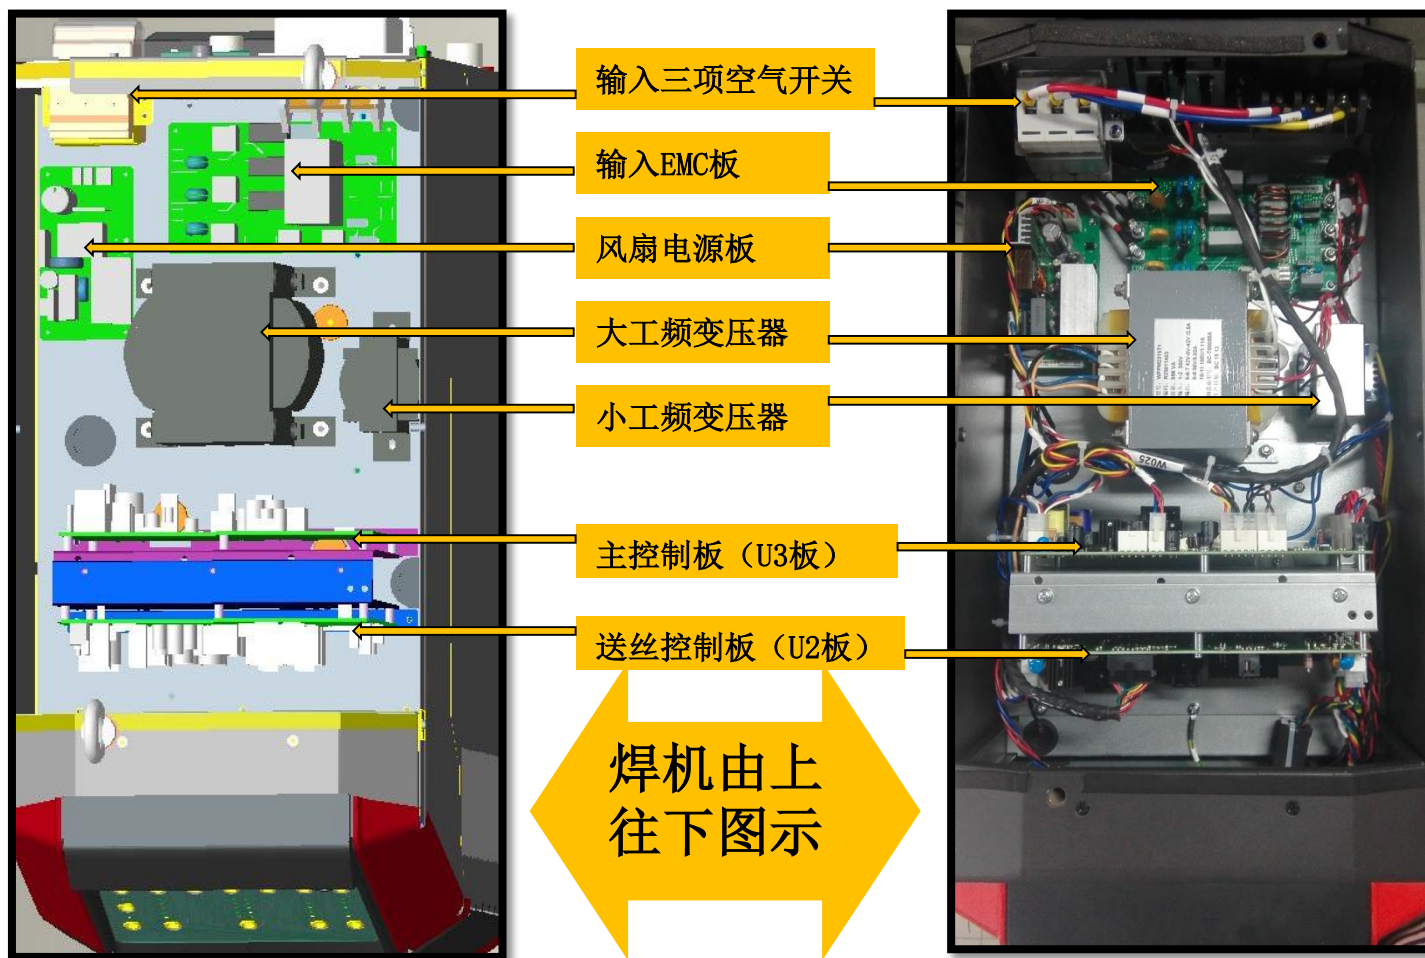 输入三项空气开关
输入EMC板
风扇电源板
大工频变压器
小工频变压器
主控制板（U3板）
送丝控制板（U2板）
焊机由上
往下图示
W025